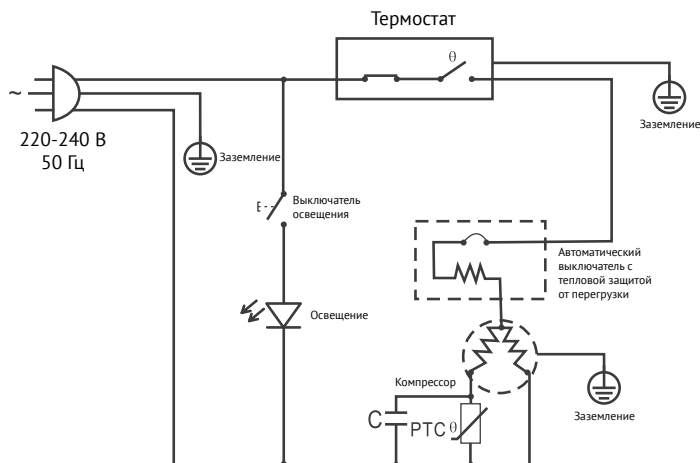 Термостат
θ
~
220-240 В
50 Гц
Заземление
Заземление
E
Выключатель
освещения
Автоматический
выключатель с
тепловой защитой
от перегрузки
Освещение
Компрессор
C
PTC θ
Заземление